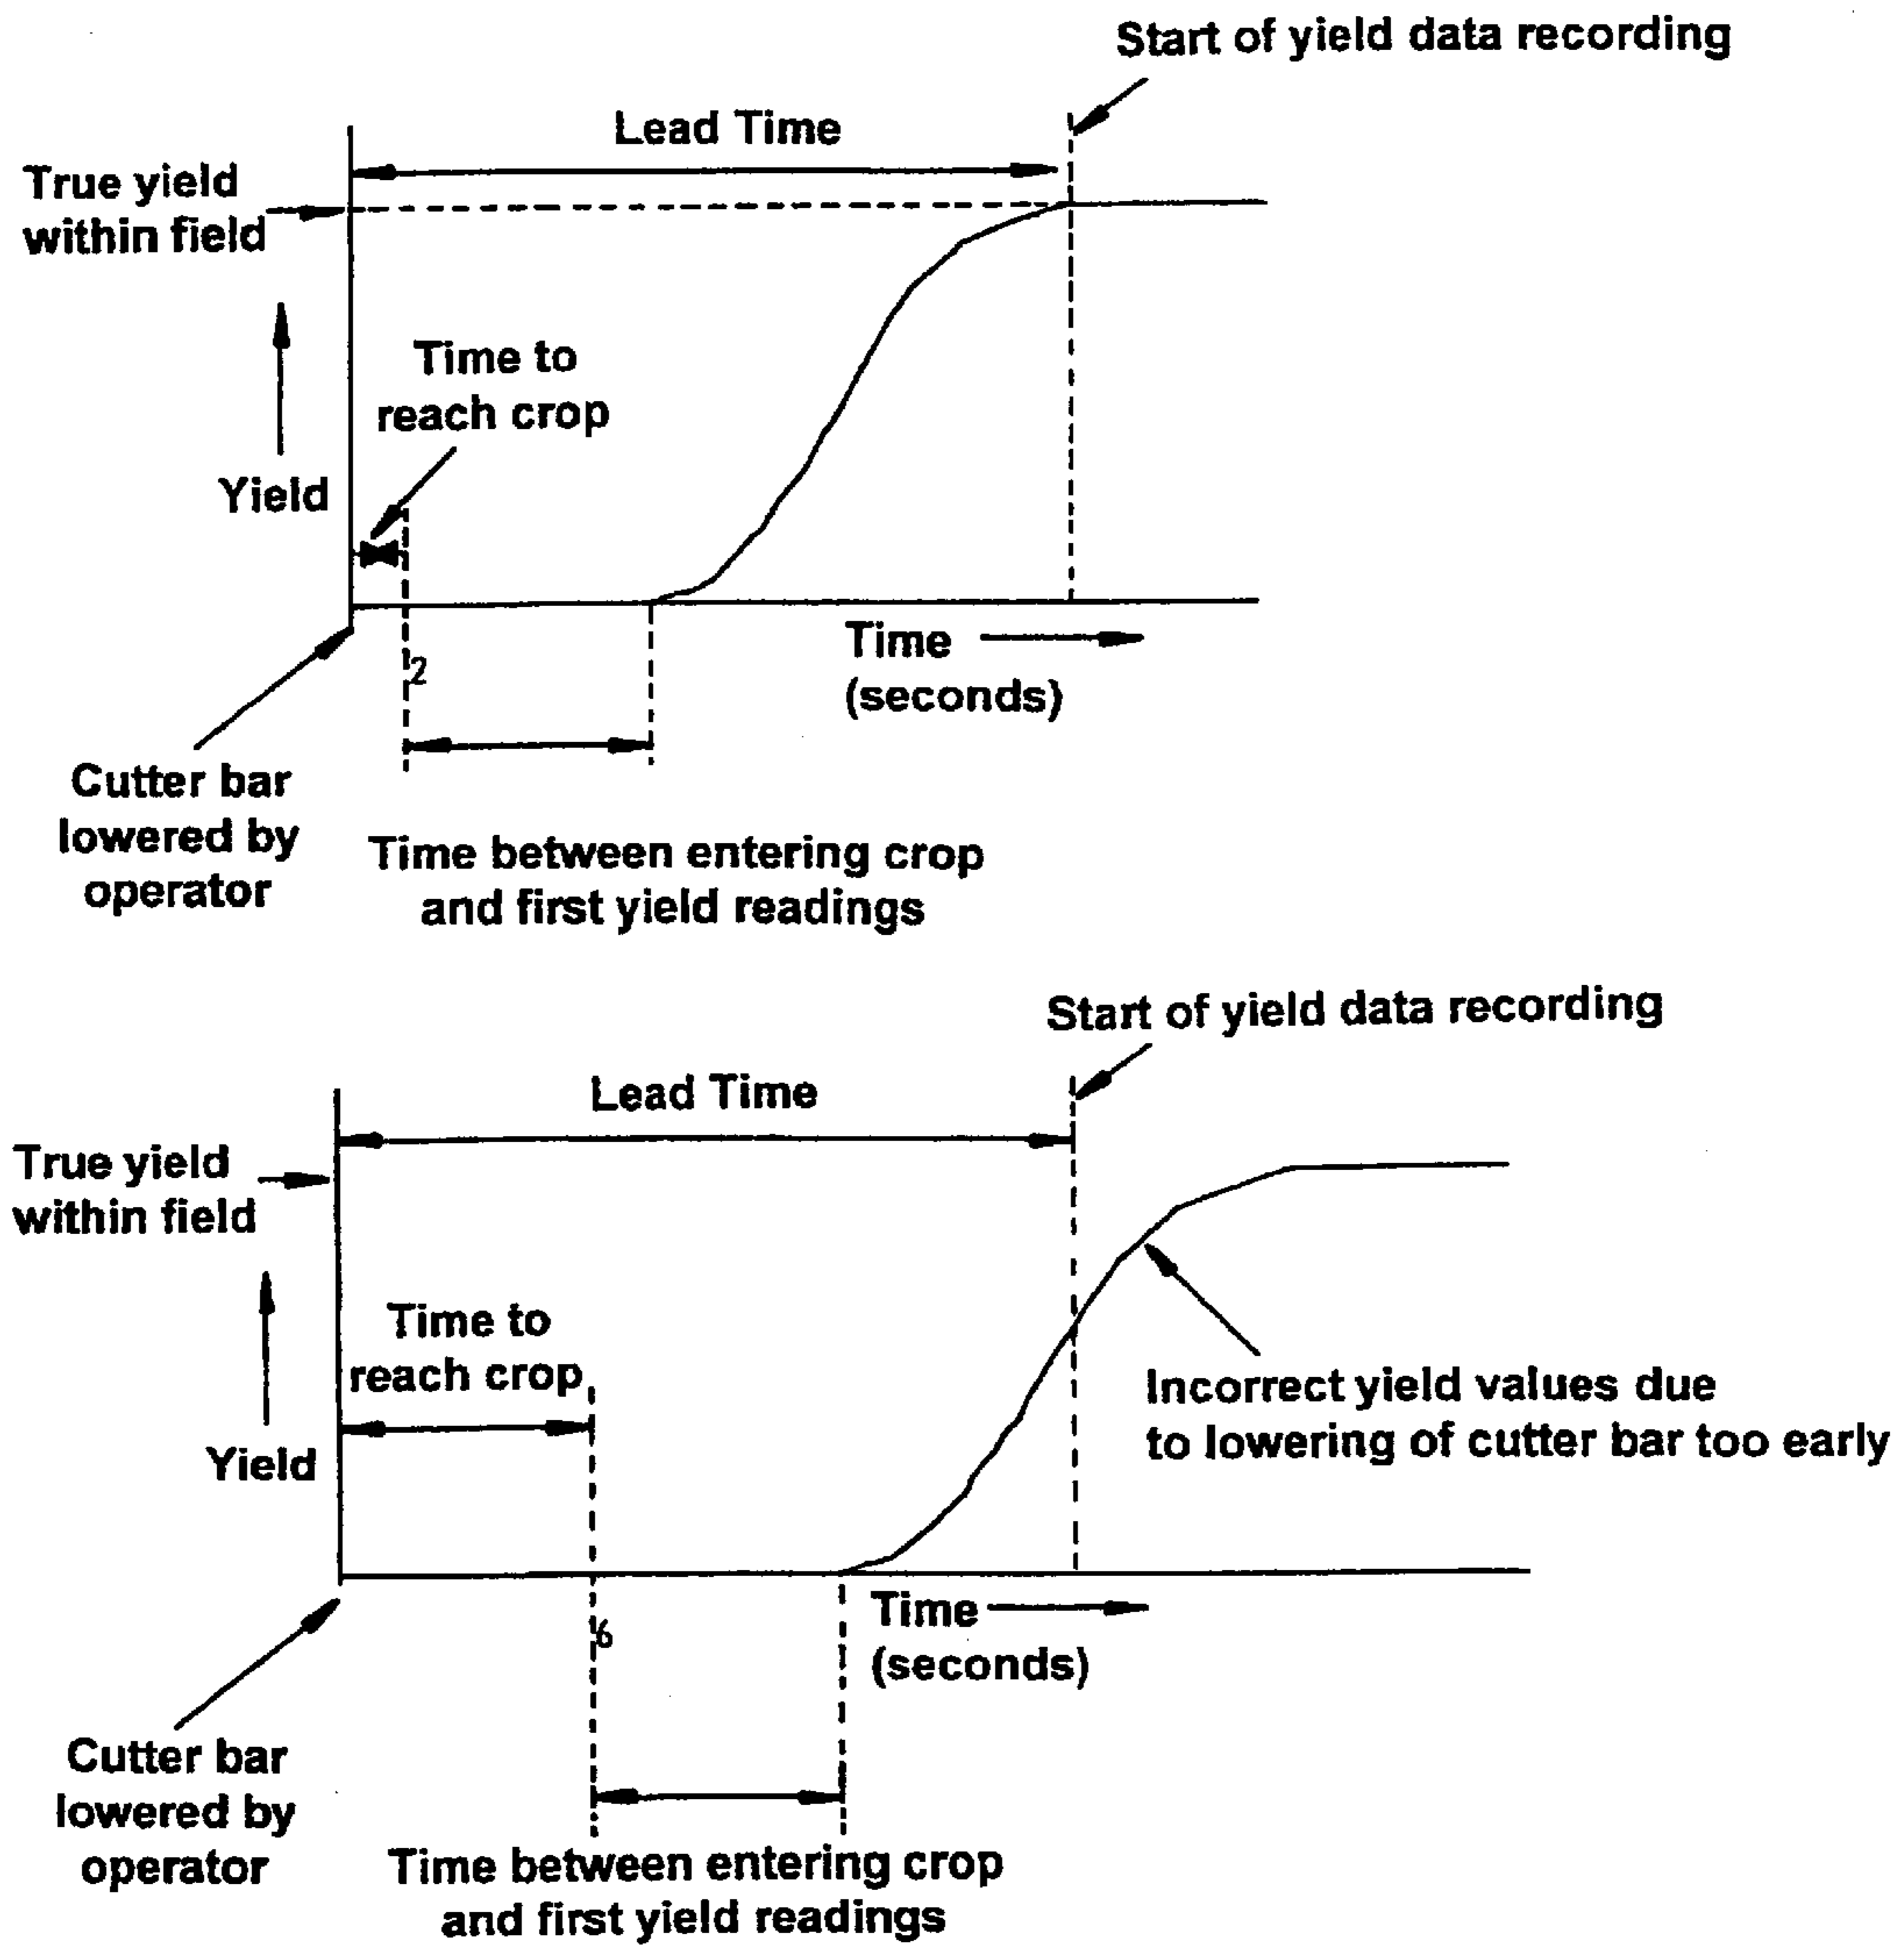 Start of yield data recording
Lead Time
True yield
within field
Time to
reach crop
Yield
2
Time
(seconds)
Cutter bar
lowered by
operator
Time between entering crop
and first yield readings
Start of yield data recording
Lead Time
True yield
within field
Time to
reach crop
Incorrect yield values due
to lowering of cutter bar too early
Yield
6
Time
(seconds)
Cutter bar
lowered by
operator
Time between entering crop
and first yield readings